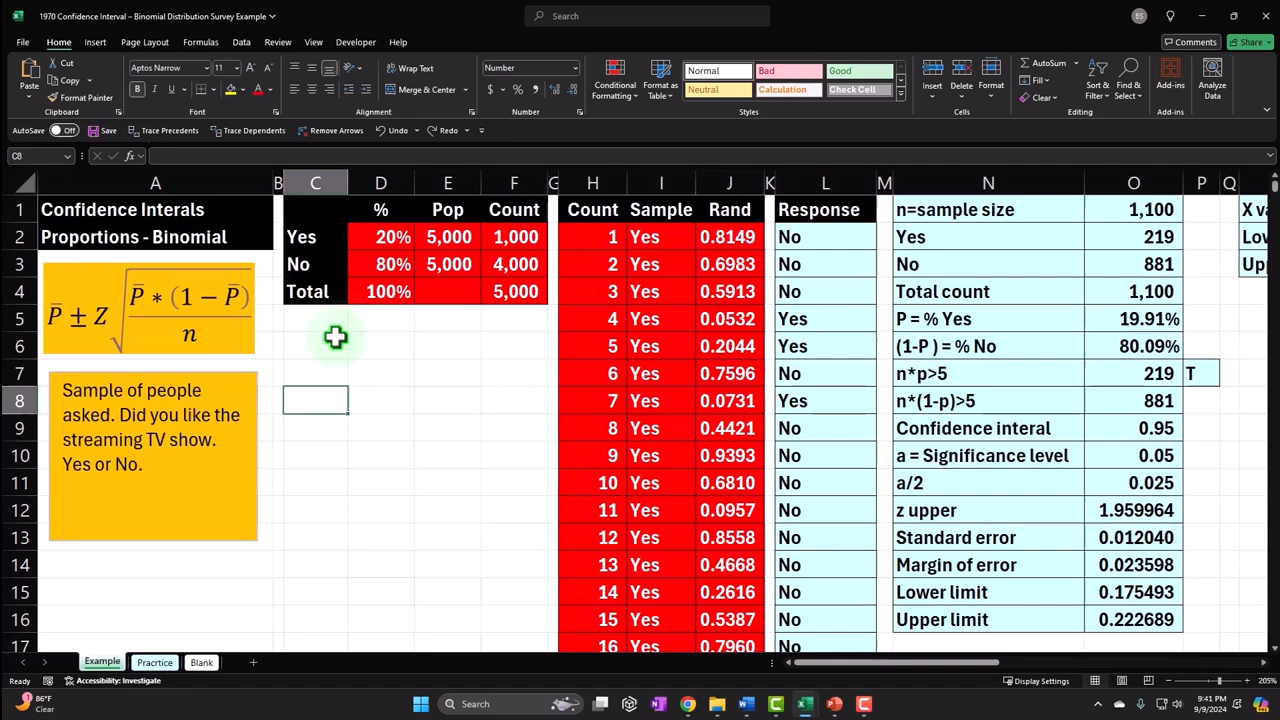 1970 Confidence Interval – Binomial Distribution Survey Example
Search
BS
File Home Insert Page Layout Formulas Data Review View Developer Help
Comments Share
Paste
Cut
Copy
Format Painter
Clipboard
Aptos Narrow 11
B I U
Font
Wrap Text
Merge & Center
Alignment
Number
$ % ,
Number
Conditional Formatting
Format as Table
Normal Bad Good
Neutral Calculation Check Cell
Styles
Insert Delete Format
Cells
AutoSum
Fill
Clear
Sort & Filter
Find & Select
Editing
Add-ins
Add-ins
Analyze Data
AutoSave Off Save Trace Precedents Trace Dependents Remove Arrows Undo Redo
C8 fx
A B C D E F G H I J K L M N O P Q
1 Confidence Interals % Pop Count Count Sample Rand Response n=sample size 1,100 X va
2 Proportions - Binomial Yes 20% 5,000 1,000 1 Yes 0.8149 No Yes 219 Lov
3 No 80% 5,000 4,000 2 Yes 0.6983 No No 881 Upp
4 Total 100% 5,000 3 Yes 0.5913 No Total count 1,100
5 4 Yes 0.0532 Yes P = % Yes 19.91%
6 5 Yes 0.2044 Yes (1-P ) = % No 80.09%
7 6 Yes 0.7596 No n*p>5 219 T
8 7 Yes 0.0731 Yes n*(1-p)>5 881
9 8 Yes 0.4421 No Confidence interal 0.95
10 9 Yes 0.9393 No a = Significance level 0.05
11 10 Yes 0.6810 No a/2 0.025
12 11 Yes 0.0957 No z upper 1.959964
13 12 Yes 0.8558 No Standard error 0.012040
14 13 Yes 0.4668 No Margin of error 0.023598
15 14 Yes 0.2616 No Lower limit 0.175493
16 15 Yes 0.5387 No Upper limit 0.222689
17 16 Yes 0.7960 No
P̄ ± Z √(P̄ ∗ (1 − P̄) / n)
Sample of people
asked. Did you like the
streaming TV show.
Yes or No.
Example Pracrtice Blank
Ready Accessibility: Investigate Display Settings 205%
86°F
Clear
Search
9:41 PM
9/9/2024